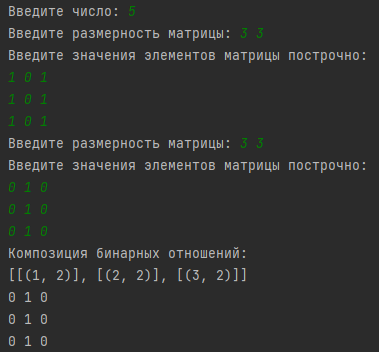 Введите число: 5
Введите размерность матрицы: 3 3
Введите значения элементов матрицы построчно:
1 0 1
1 0 1
1 0 1
Введите размерность матрицы: 3 3
Введите значения элементов матрицы построчно:
0 1 0
0 1 0
0 1 0
Композиция бинарных отношений:
[[(1, 2)], [(2, 2)], [(3, 2)]]
0 1 0
0 1 0
0 1 0